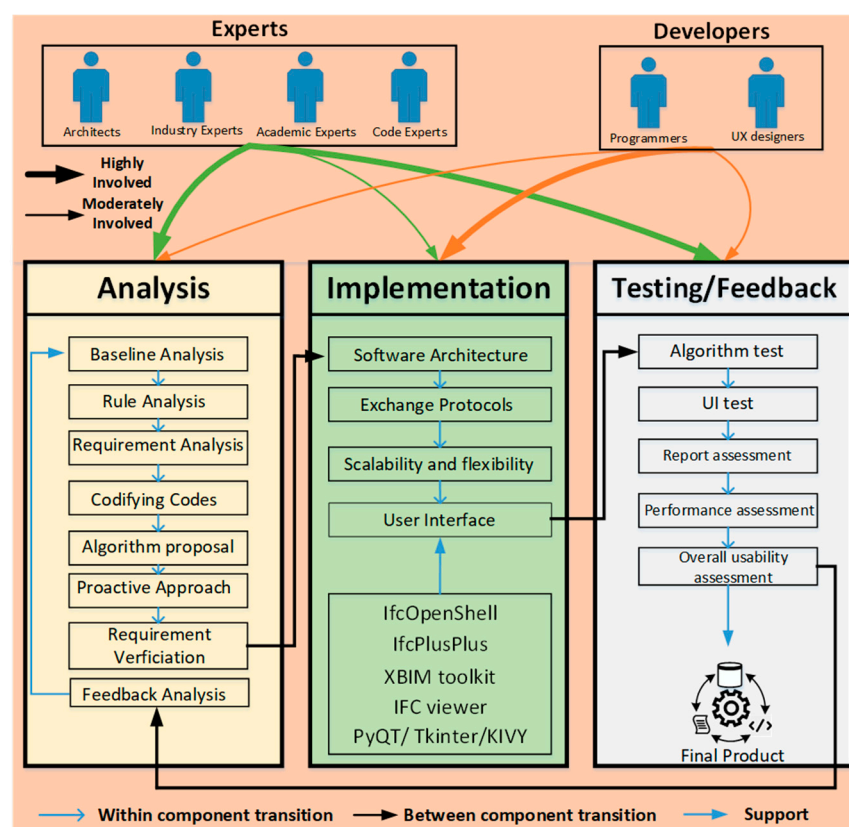 Experts
Developers
Architects
Industry Experts
Academic Experts
Code Experts
Programmers
UX designers
Highly
Involved
Moderately
Involved
Analysis
Baseline Analysis
Rule Analysis
Requirement Analysis
Codifying Codes
Algorithm proposal
Proactive Approach
Requirement
Verficiation
Feedback Analysis
Implementation
Software Architecture
Exchange Protocols
Scalability and flexibility
User Interface
IfcOpenShell
IfcPlusPlus
XBIM toolkit
IFC viewer
PyQT/ Tkinter/KIVY
Testing/Feedback
Algorithm test
UI test
Report assessment
Performance assessment
Overall usability
assessment
</>
Final Product
Within component transition
Between component transition
Support